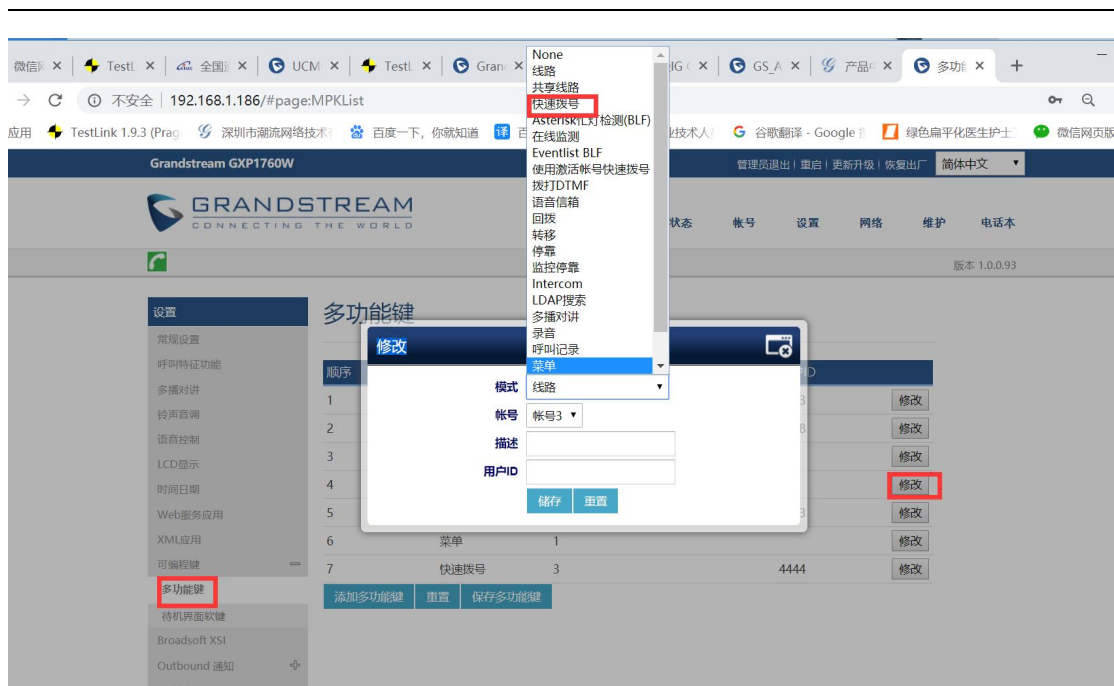 微信 TestL 全国 UCM TestL Gran IG GS_A 产品 多功能
不安全 192.168.1.186/#page:MPKList
应用 TestLink 1.9.3 (Prag 深圳市潮流网络技术 百度一下，你就知道 译 百 业技术人 谷歌翻译 - Google 绿色扁平化医生护士 微信网页版
None
线路
共享线路
快速拨号
Asterisk忙灯检测(BLF)
在线监测
Eventlist BLF
使用激活帐号快速拨号
拨打DTMF
语音信箱
回拨
转移
停靠
监控停靠
Intercom
LDAP搜索
多播对讲
录音
呼叫记录
菜单
Grandstream GXP1760W 管理员退出 | 重启 | 更新升级 | 恢复出厂 简体中文
GRANDSTREAM
CONNECTING THE WORLD
状态 帐号 设置 网络 维护 电话本
版本 1.0.0.93
设置
常规设置
呼叫特征功能
多播对讲
铃声音调
语音控制
LCD显示
时间日期
Web服务应用
XML应用
可编程键
多功能键
待机界面软键
Broadsoft XSI
Outbound 通知
多功能键
修改
模式 线路
帐号 帐号3
描述
用户ID
储存 重置
顺序 ID
1 3 修改
2 8 修改
3 修改
4 修改
5 3 修改
6 菜单 1 修改
7 快速拨号 3 4444 修改
添加多功能键 重置 保存多功能键